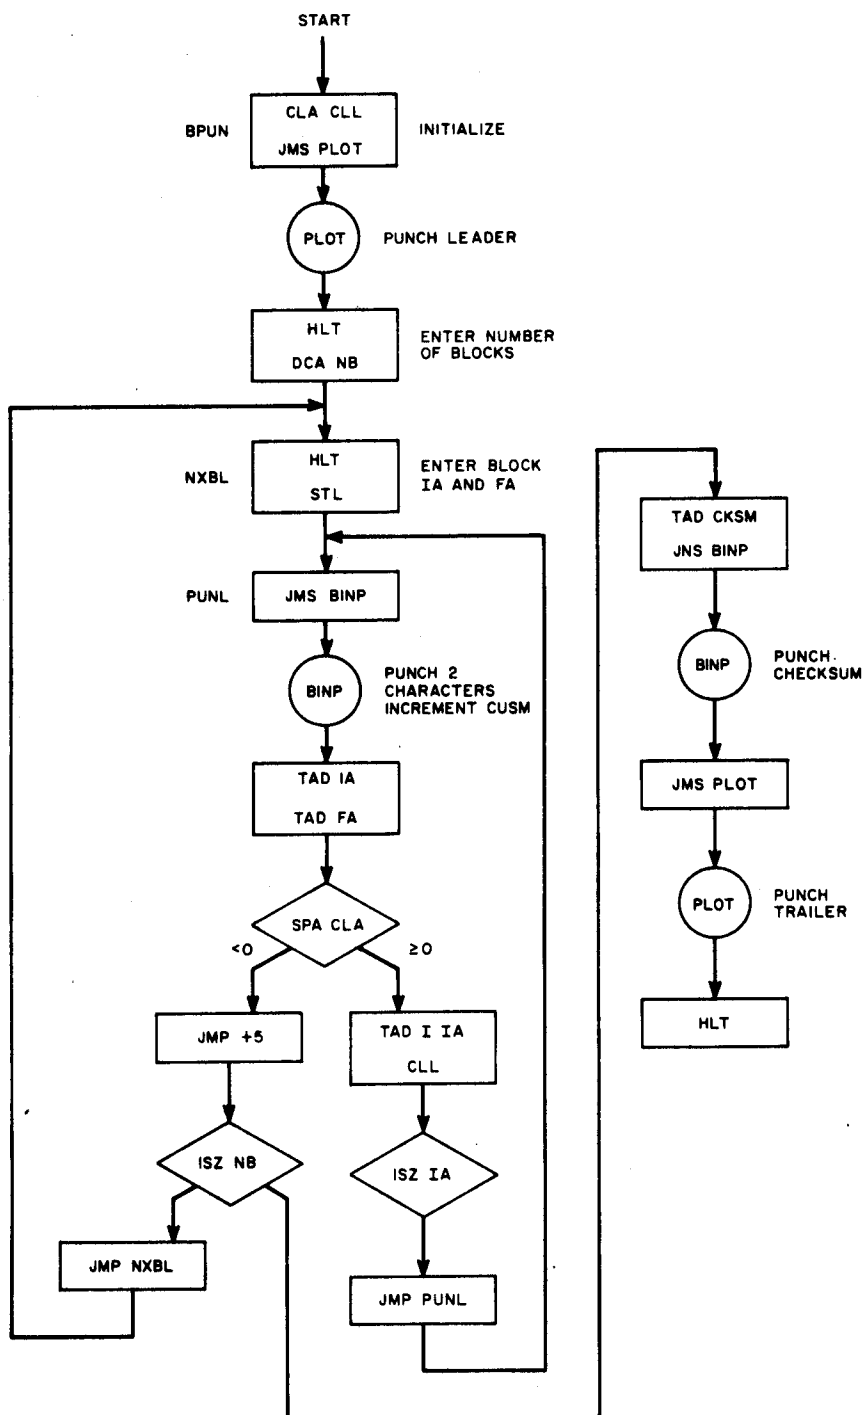 START
BPUN
CLA CLL
JMS PLOT
INITIALIZE
PLOT
PUNCH LEADER
HLT
DCA NB
ENTER NUMBER
OF BLOCKS
NXBL
HLT
STL
ENTER BLOCK
IA AND FA
PUNL
JMS BINP
BINP
PUNCH 2
CHARACTERS
INCREMENT CUSM
TAD IA
TAD FA
SPA CLA
<0
≥0
JMP +5
TAD I IA
CLL
ISZ NB
ISZ IA
JMP NXBL
JMP PUNL
TAD CKSM
JNS BINP
BINP
PUNCH
CHECKSUM
JMS PLOT
PLOT
PUNCH
TRAILER
HLT